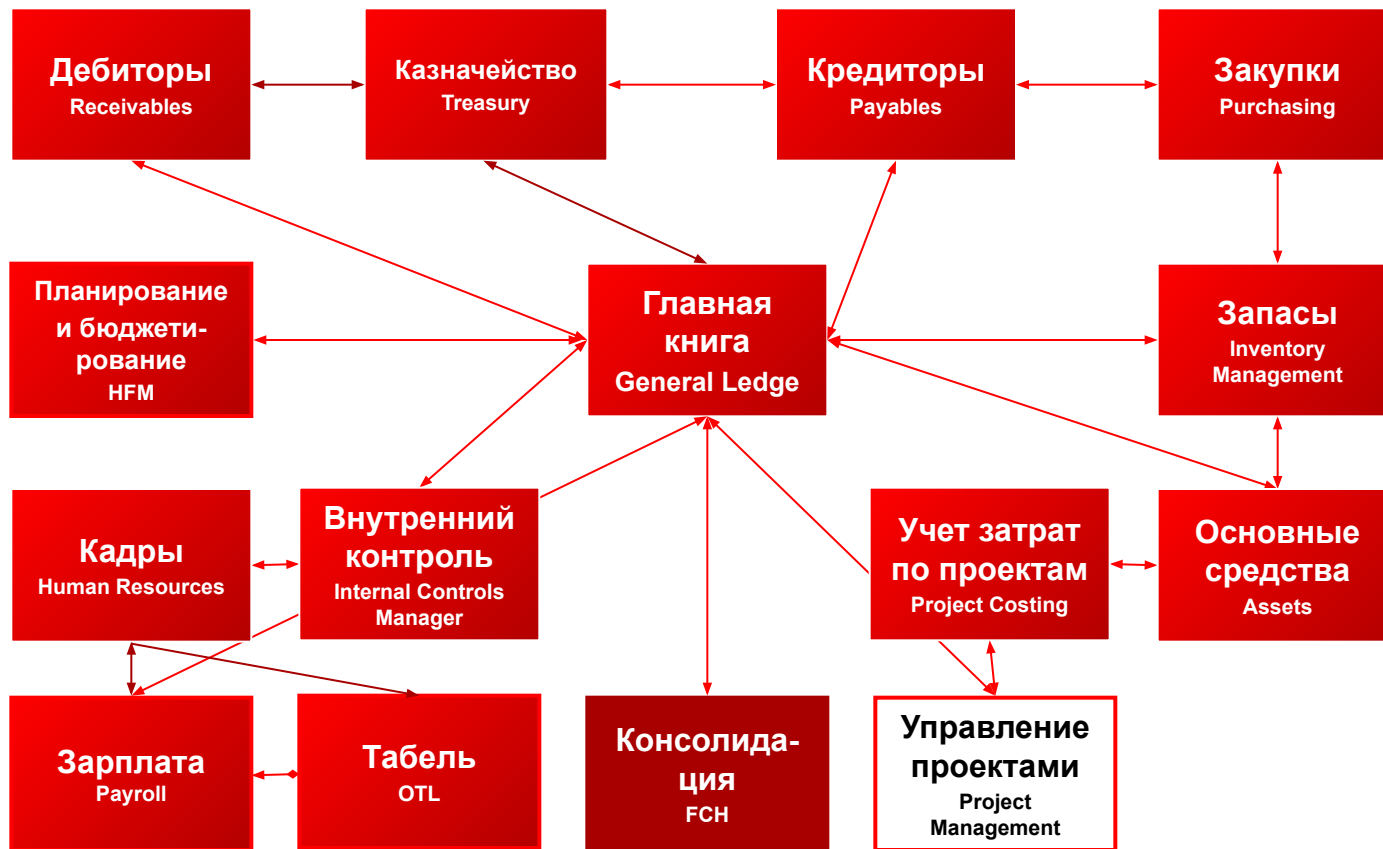 Дебиторы
Receivables
Казначейство
Treasury
Кредиторы
Payables
Закупки
Purchasing
Планирование
и бюджети-
рование
HFM
Главная
книга
General Ledge
Запасы
Inventory
Management
Кадры
Human Resources
Внутренний
контроль
Internal Controls
Manager
Учет затрат
по проектам
Project Costing
Основные
средства
Assets
Зарплата
Payroll
Табель
OTL
Консолида-
ция
FCH
Управление
проектами
Project
Management